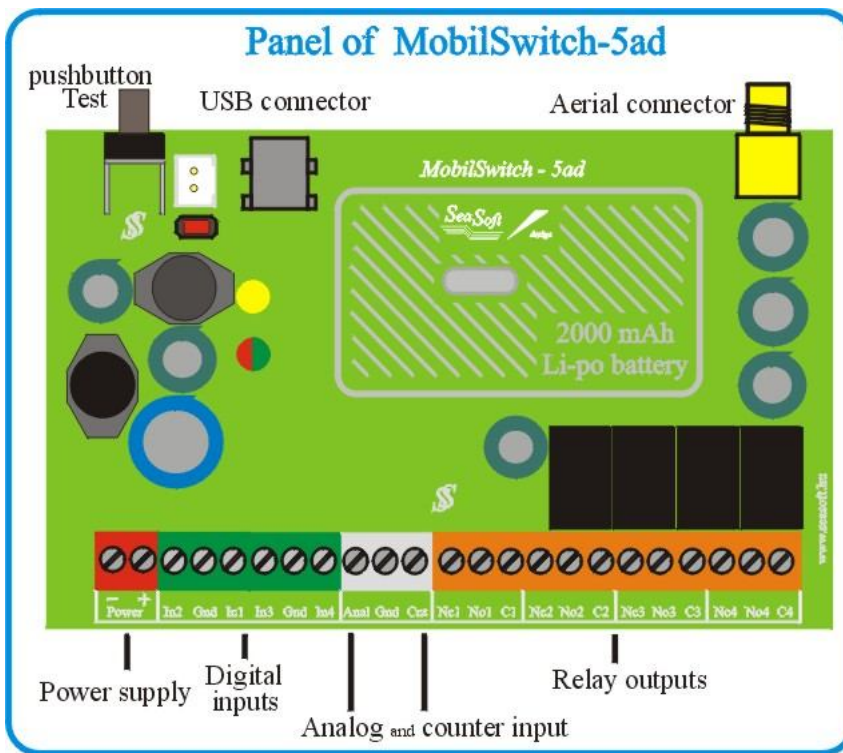 Panel of MobilSwitch-5ad
pushbutton
Test
USB connector
Aerial connector
MobilSwitch - 5ad
SeaSoft
design
2000 mAh
Li-po battery
www.seasoft.hu
- +
Power
In2 Gnd In1 In3 Gnd In4 Anal Gnd Cnt Nc1 No1 C1 Nc2 No2 C2 Nc3 No3 C3 No4 No4 C4
Power supply
Digital
inputs
Analog and counter input
Relay outputs